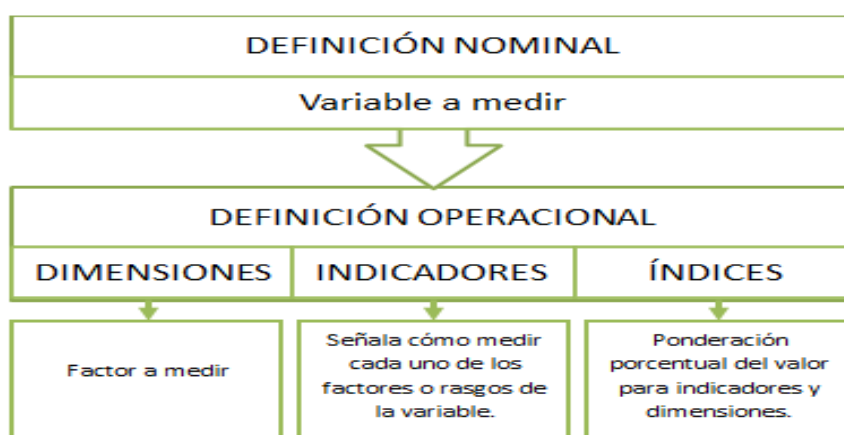 DEFINICIÓN NOMINAL
Variable a medir
DEFINICIÓN OPERACIONAL
DIMENSIONES
INDICADORES
ÍNDICES
Factor a medir
Señala cómo medir
cada uno de los
factores o rasgos de
la variable.
Ponderación
porcentual del valor
para indicadores y
dimensiones.